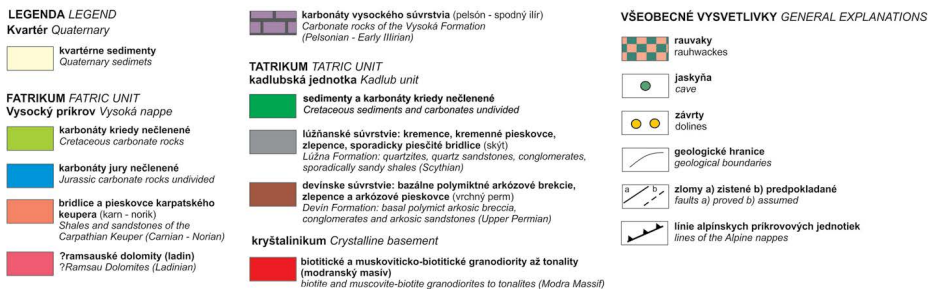 LEGENDA LEGEND
Kvartér Quaternary
kvartérne sedimenty
Quaternary sedimets
FATRIKUM FATRIC UNIT
Vysocký príkrov Vysoká nappe
karbonáty kriedy nečlenené
Cretaceous carbonate rocks
karbonáty jury nečlenené
Jurassic carbonate rocks undivided
bridlice a pieskovce karpatského
keupera (karn - norik)
Shales and sandstones of the
Carpathian Keuper (Carnian - Norian)
?ramsauské dolomity (ladin)
?Ramsau Dolomites (Ladinian)
karbonáty vysockého súvrstvia (pelsón - spodný ilír)
Carbonate rocks of the Vysoká Formation
(Pelsonian - Early Illirian)
TATRIKUM TATRIC UNIT
kadlubská jednotka Kadlub unit
sedimenty a karbonáty kriedy nečlenené
Cretaceous sediments and carbonates undivided
lúžňanské súvrstvie: kremence, kremenné pieskovce,
zlepence, sporadicky piesčité bridlice (skýt)
Lúžna Formation: quartzites, quartz sandstones, conglomerates,
sporadically sandy shales (Scythian)
devínske súvrstvie: bazálne polymiktné arkózové brekcie,
zlepence a arkózové pieskovce (vrchný perm)
Devín Formation: basal polymict arkosic breccia,
conglomerates and arkosic sandstones (Upper Permian)
kryštalinikum Crystalline basement
biotitické a muskoviticko-biotitické granodiority až tonality
(modranský masív)
biotite and muscovite-biotite granodiorites to tonalites (Modra Massif)
VŠEOBECNÉ VYSVETLIVKY GENERAL EXPLANATIONS
rauvaky
rauhwackes
jaskyňa
cave
závrty
dolines
geologické hranice
geological boundaries
a b
zlomy a) zistené b) predpokladané
faults a) proved b) assumed
línie alpínskych príkrovových jednotiek
lines of the Alpine nappes